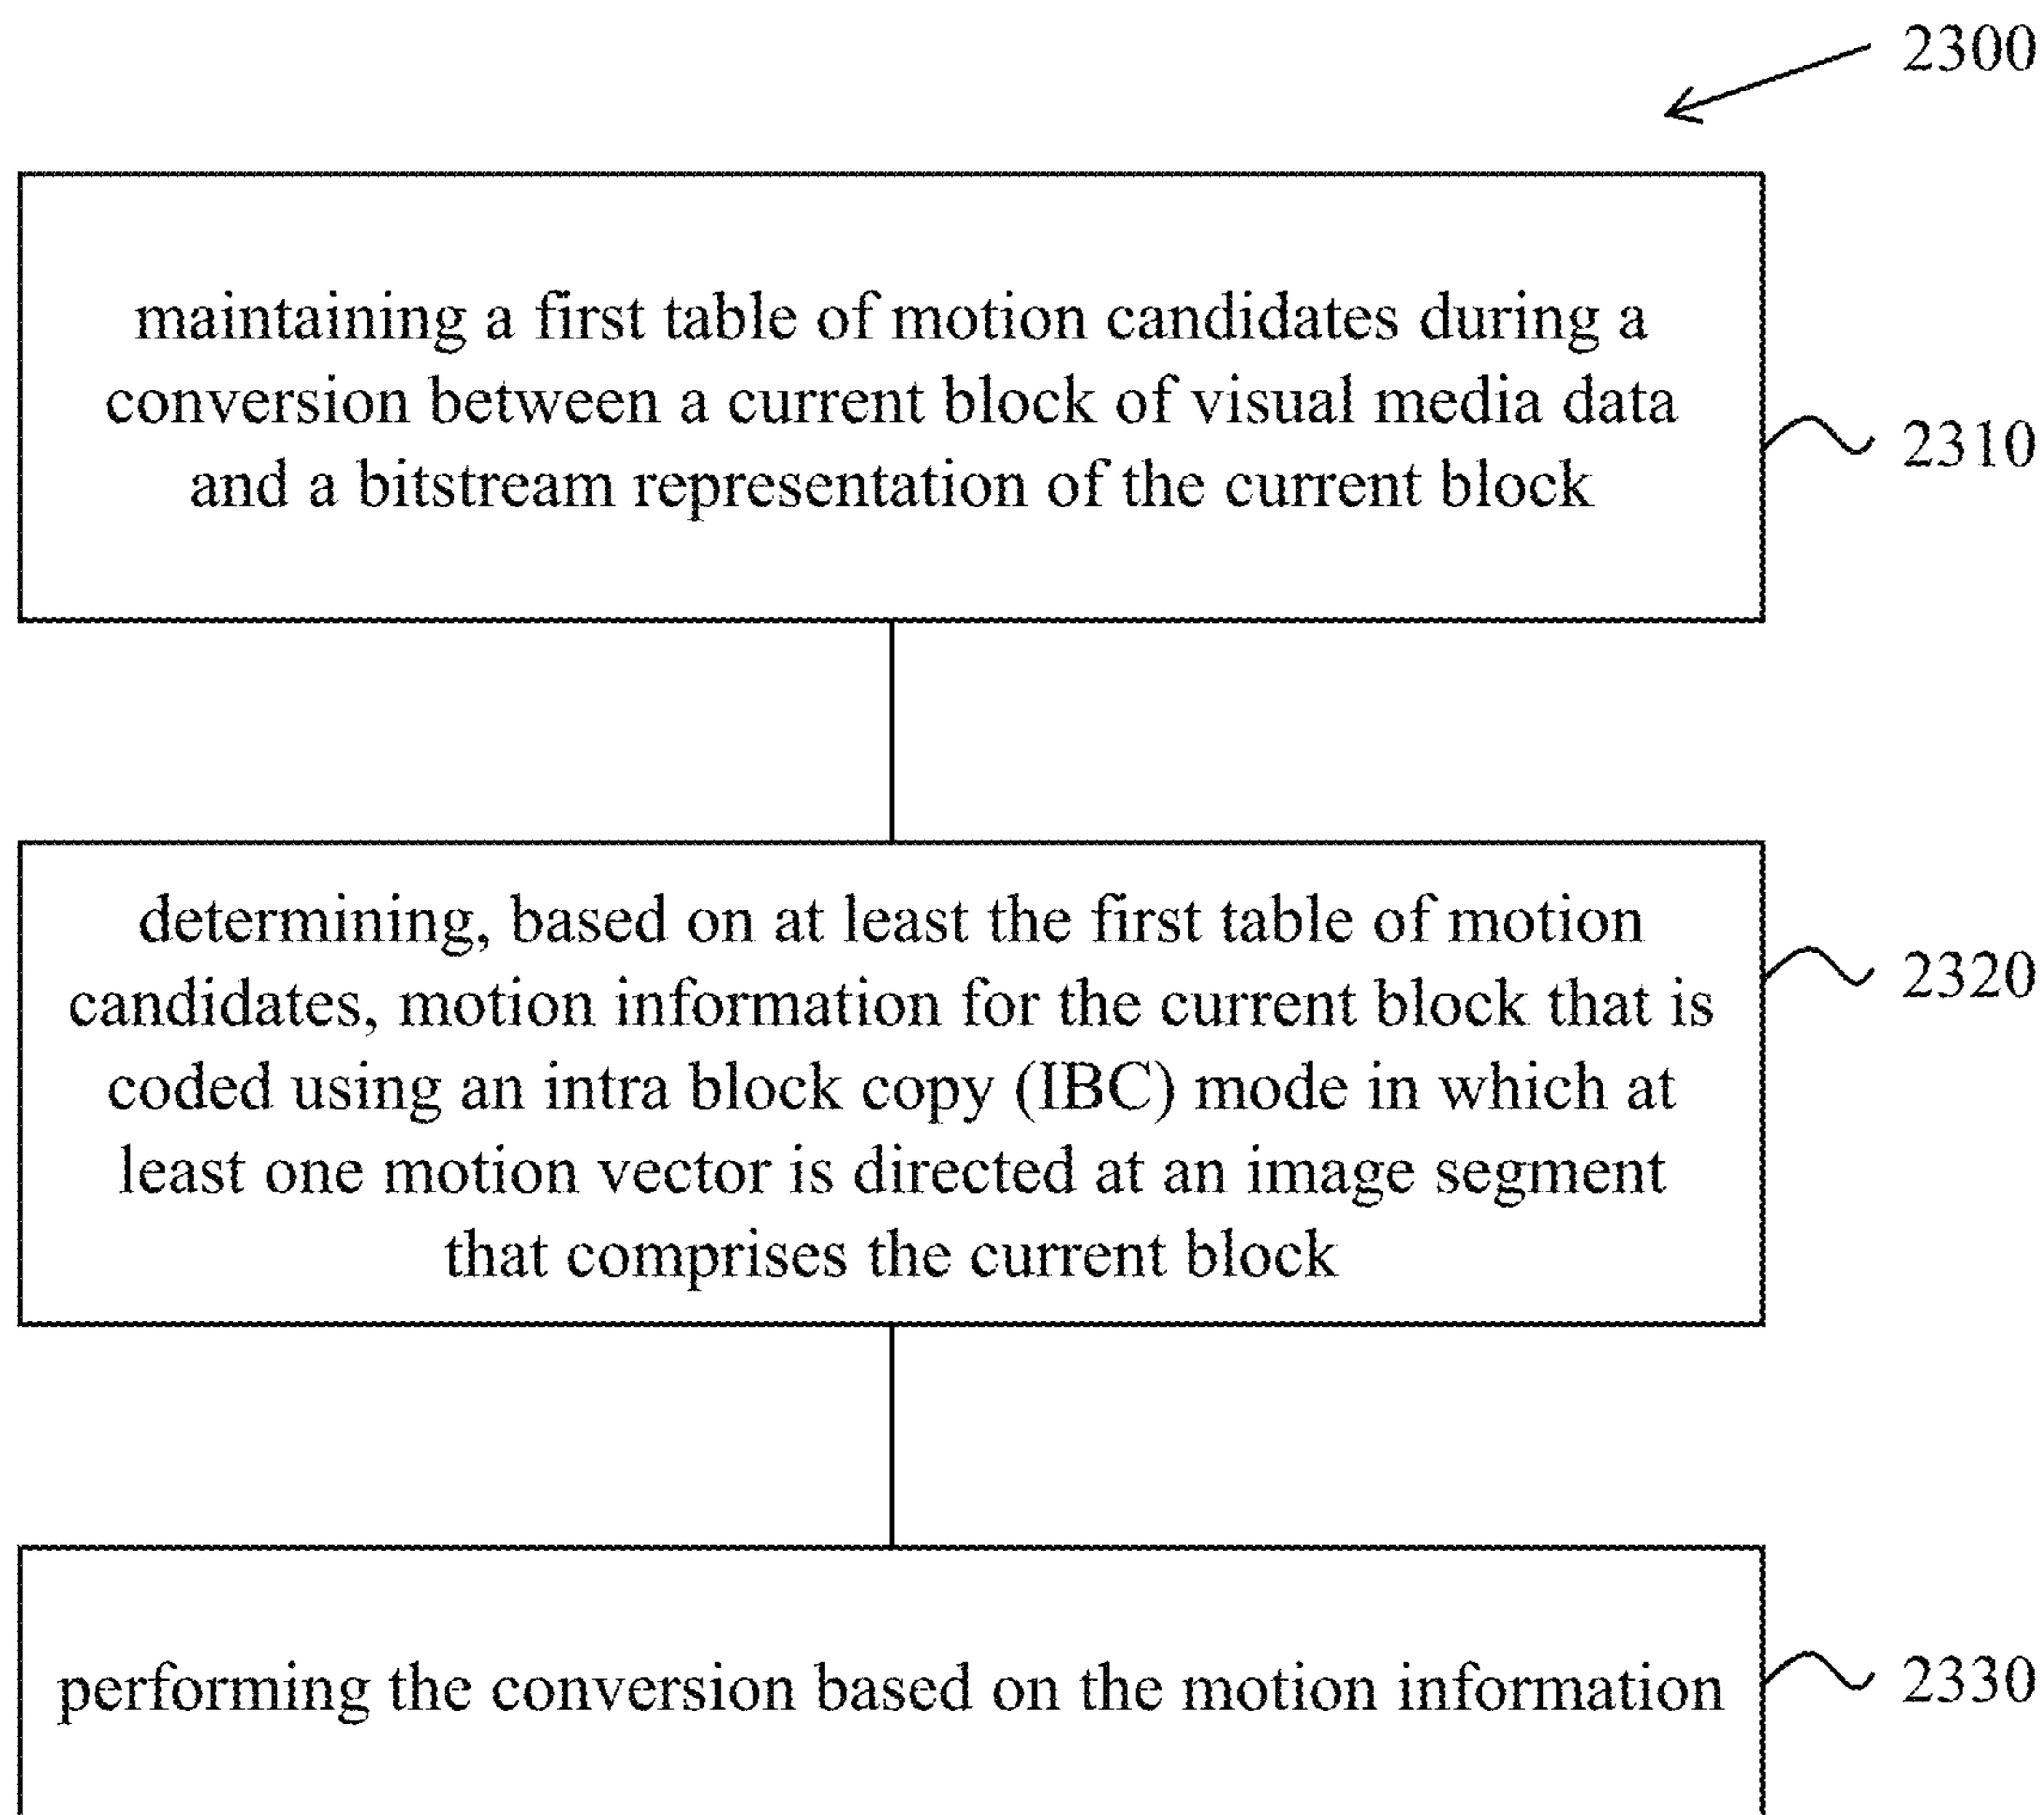 2300
maintaining a first table of motion candidates during a
conversion between a current block of visual media data
and a bitstream representation of the current block
2310
determining, based on at least the first table of motion
candidates, motion information for the current block that is
coded using an intra block copy (IBC) mode in which at
least one motion vector is directed at an image segment
that comprises the current block
2320
performing the conversion based on the motion information
2330